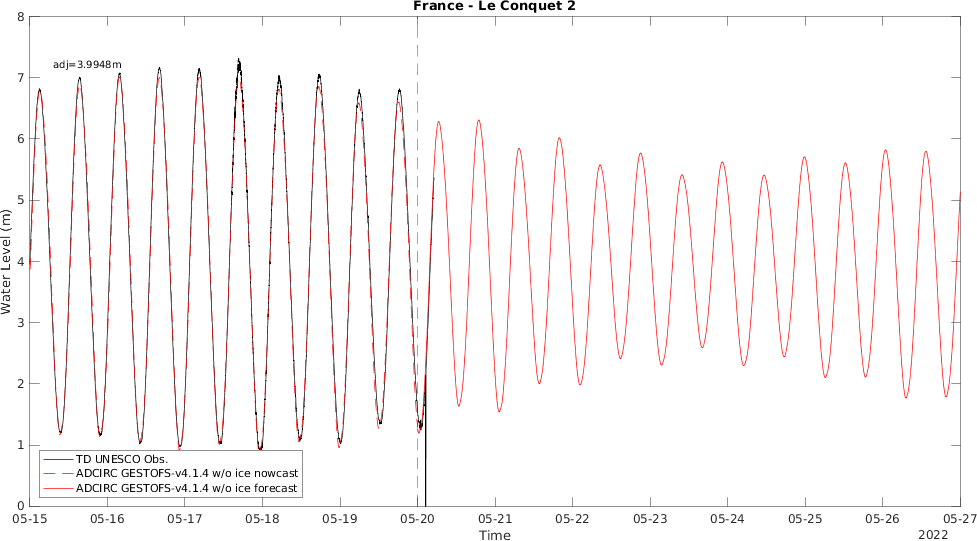 France - Le Conquet 2
8
adj=3.9948m
7
6
5
4
3
2
1
0
Water Level (m)
TD UNESCO Obs.
ADCIRC GESTOFS-v4.1.4 w/o ice nowcast
ADCIRC GESTOFS-v4.1.4 w/o ice forecast
05-15 05-16 05-17 05-18 05-19 05-20 05-21 05-22 05-23 05-24 05-25 05-26 05-27
Time
2022